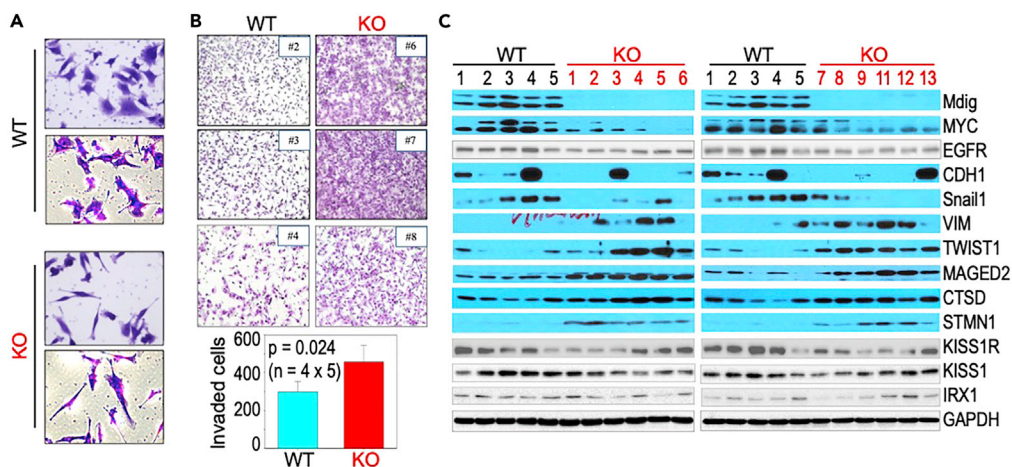 A
WT
KO
B
WT KO
#2 #6
#3 #7
#4 #8
600
400
200
0
Invaded cells
p = 0.024
(n = 4 x 5)
WT KO
C
WT KO WT KO
1 2 3 4 5 1 2 3 4 5 6 1 2 3 4 5 7 8 9 11 12 13
Mdig
MYC
EGFR
CDH1
Snail1
VIM
TWIST1
MAGED2
CTSD
STMN1
KISS1R
KISS1
IRX1
GAPDH